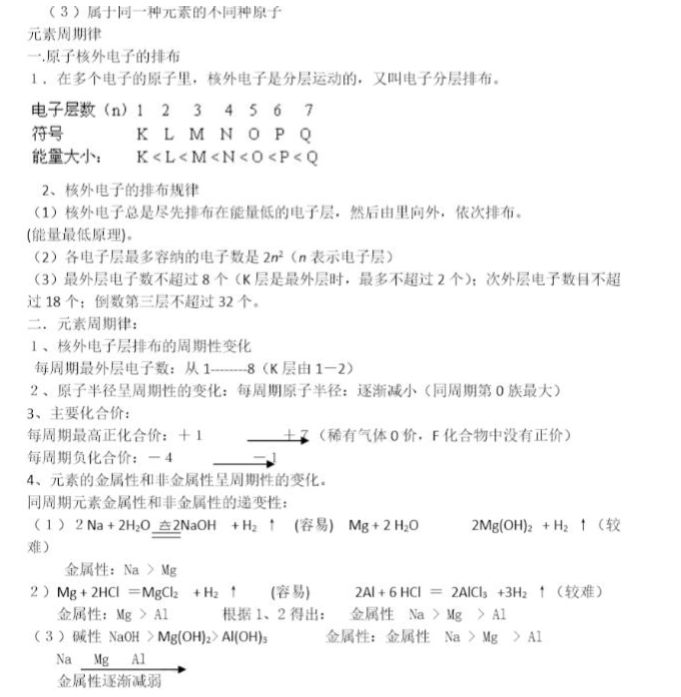 （3）属于同一种元素的不同种原子
元素周期律
一.原子核外电子的排布
1．在多个电子的原子里，核外电子是分层运动的，又叫电子分层排布。
电子层数（n）1 2 3 4 5 6 7
符号 K L M N O P Q
能量大小： K<L<M<N<O<P<Q
2、核外电子的排布规律
（1）核外电子总是尽先排布在能量低的电子层，然后由里向外，依次排布。
(能量最低原理)。
（2）各电子层最多容纳的电子数是 2n²（n 表示电子层）
（3）最外层电子数不超过 8 个（K 层是最外层时，最多不超过 2 个）；次外层电子数目不超
过 18 个；倒数第三层不超过 32 个。
二．元素周期律：
1、核外电子层排布的周期性变化
每周期最外层电子数：从 1--------8（K 层由 1－2）
2、原子半径呈周期性的变化：每周期原子半径：逐渐减小（同周期第 0 族最大）
3、主要化合价：
每周期最高正化合价：＋1 ＋7（稀有气体 0 价，F 化合物中没有正价）
每周期负化合价：－4 －1
4、元素的金属性和非金属性呈周期性的变化。
同周期元素金属性和非金属性的递变性：
（1）2 Na + 2H₂O 2NaOH + H₂ ↑ (容易) Mg + 2 H₂O 2Mg(OH)₂ + H₂ ↑（较
难）
金属性：Na > Mg
2）Mg + 2HCl =MgCl₂ + H₂ ↑ (容易) 2Al + 6 HCl = 2AlCl₃ +3H₂ ↑（较难）
金属性：Mg > Al 根据 1、2 得出： 金属性 Na > Mg > Al
（3）碱性 NaOH > Mg(OH)₂> Al(OH)₃ 金属性：金属性 Na > Mg > Al
Na Mg Al
金属性逐渐减弱